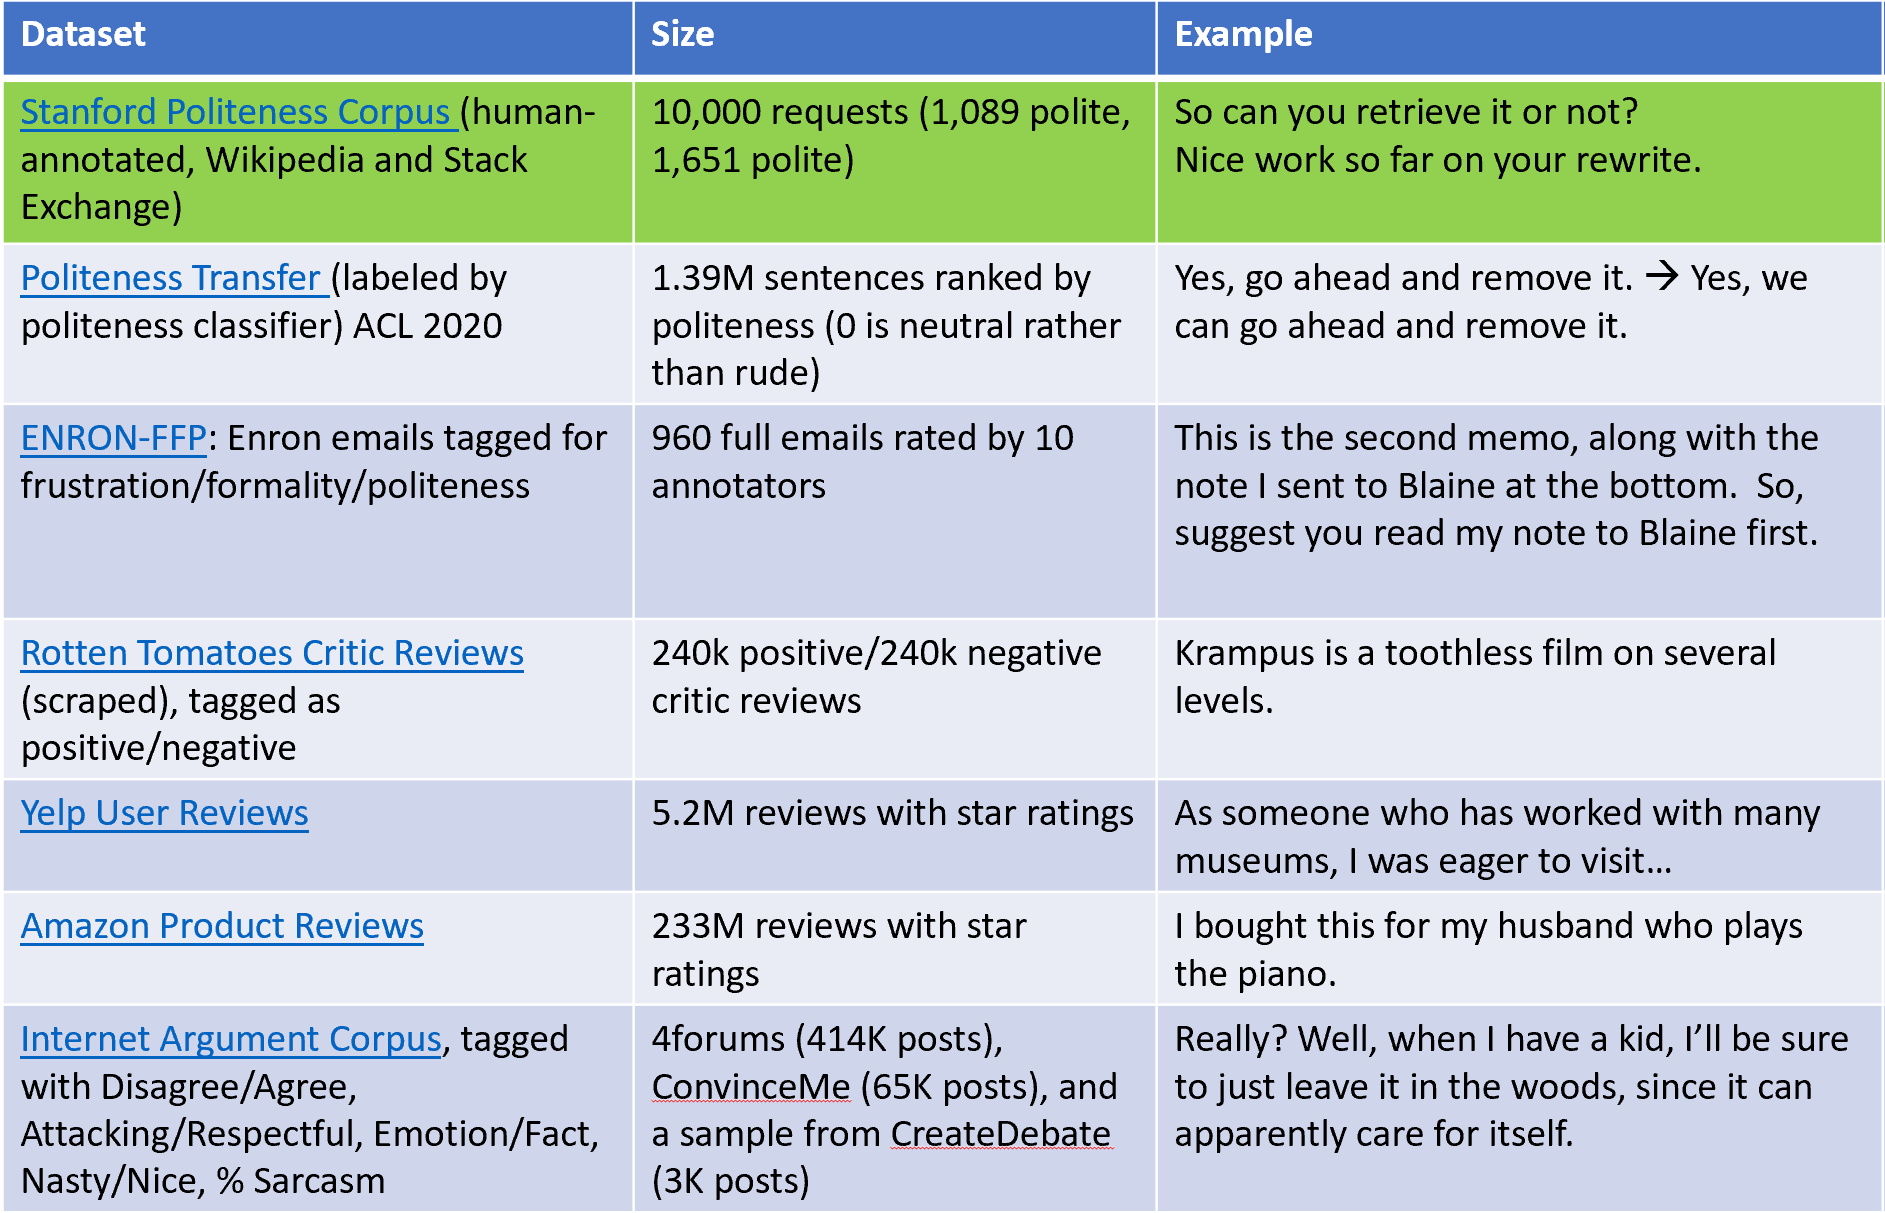 Dataset
Size
Example
Stanford Politeness Corpus (human-
annotated, Wikipedia and Stack
Exchange)
10,000 requests (1,089 polite,
1,651 polite)
So can you retrieve it or not?
Nice work so far on your rewrite.
Politeness Transfer (labeled by
politeness classifier) ACL 2020
1.39M sentences ranked by
politeness (0 is neutral rather
than rude)
Yes, go ahead and remove it. → Yes, we
can go ahead and remove it.
ENRON-FFP: Enron emails tagged for
frustration/formality/politeness
960 full emails rated by 10
annotators
This is the second memo, along with the
note I sent to Blaine at the bottom.  So,
suggest you read my note to Blaine first.
Rotten Tomatoes Critic Reviews
(scraped), tagged as
positive/negative
240k positive/240k negative
critic reviews
Krampus is a toothless film on several
levels.
Yelp User Reviews
5.2M reviews with star ratings
As someone who has worked with many
museums, I was eager to visit…
Amazon Product Reviews
233M reviews with star
ratings
I bought this for my husband who plays
the piano.
Internet Argument Corpus, tagged
with Disagree/Agree,
Attacking/Respectful, Emotion/Fact,
Nasty/Nice, % Sarcasm
4forums (414K posts),
ConvinceMe (65K posts), and
a sample from CreateDebate
(3K posts)
Really? Well, when I have a kid, I’ll be sure
to just leave it in the woods, since it can
apparently care for itself.